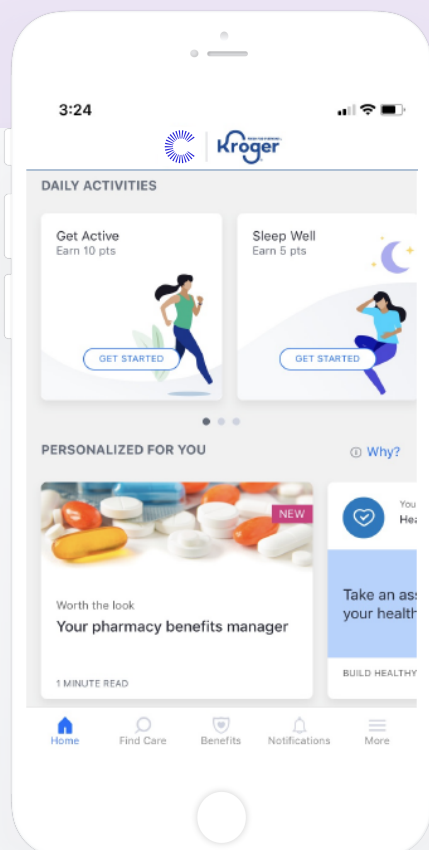 3:24
Kroger
DAILY ACTIVITIES
Get Active
Earn 10 pts
GET STARTED
Sleep Well
Earn 5 pts
GET STARTED
PERSONALIZED FOR YOU
Why?
NEW
Worth the look
Your pharmacy benefits manager
1 MINUTE READ
You
Hea
Take an ass
your health
BUILD HEALTHY
Home
Find Care
Benefits
Notifications
More